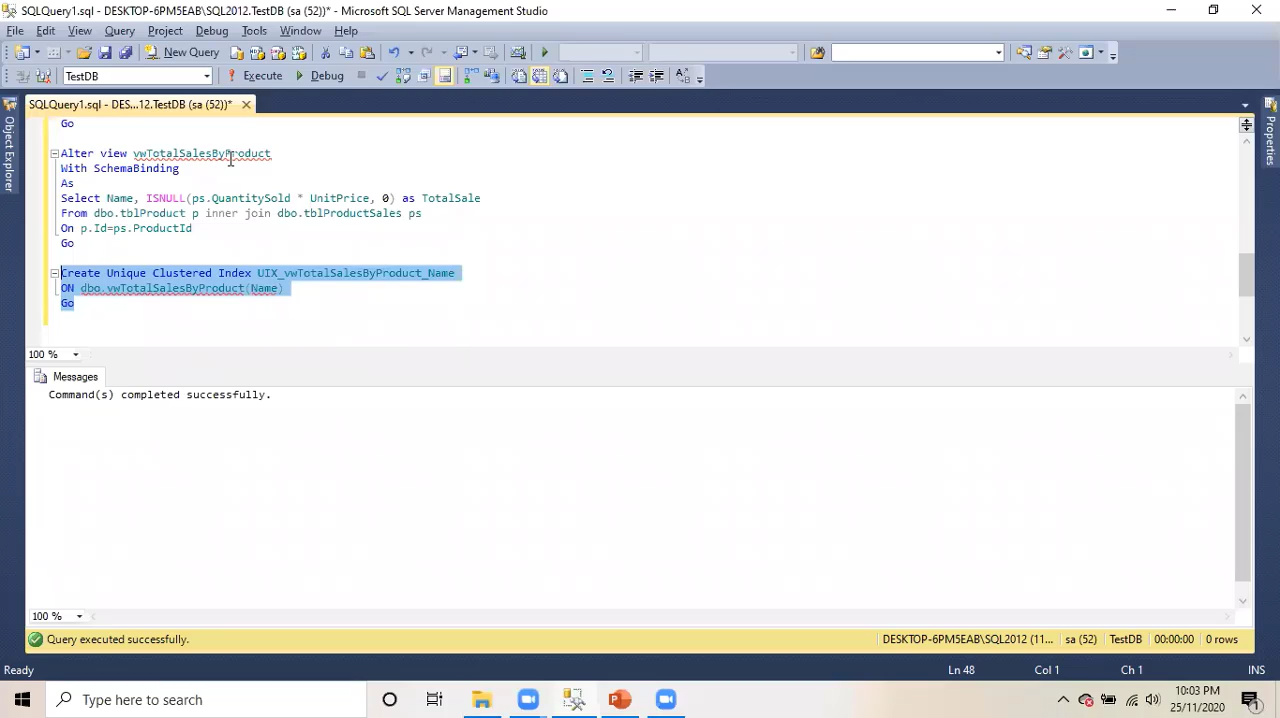 SQLQuery1.sql - DESKTOP-6PM5EAB\SQL2012.TestDB (sa (52))* - Microsoft SQL Server Management Studio
File Edit View Query Project Debug Tools Window Help
New Query
TestDB Execute Debug
SQLQuery1.sql - DES...12.TestDB (sa (52))*
Object Explorer
Properties
Go
Alter view vwTotalSalesByProduct
With SchemaBinding
As
Select Name, ISNULL(ps.QuantitySold * UnitPrice, 0) as TotalSale
From dbo.tblProduct p inner join dbo.tblProductSales ps
On p.Id=ps.ProductId
Go
Create Unique Clustered Index UIX_vwTotalSalesByProduct_Name
ON dbo.vwTotalSalesByProduct(Name)
Go
100 %
Messages
Command(s) completed successfully.
100 %
Query executed successfully. DESKTOP-6PM5EAB\SQL2012 (11... sa (52) TestDB 00:00:00 0 rows
Ready Ln 48 Col 1 Ch 1 INS
Type here to search
10:03 PM
25/11/2020